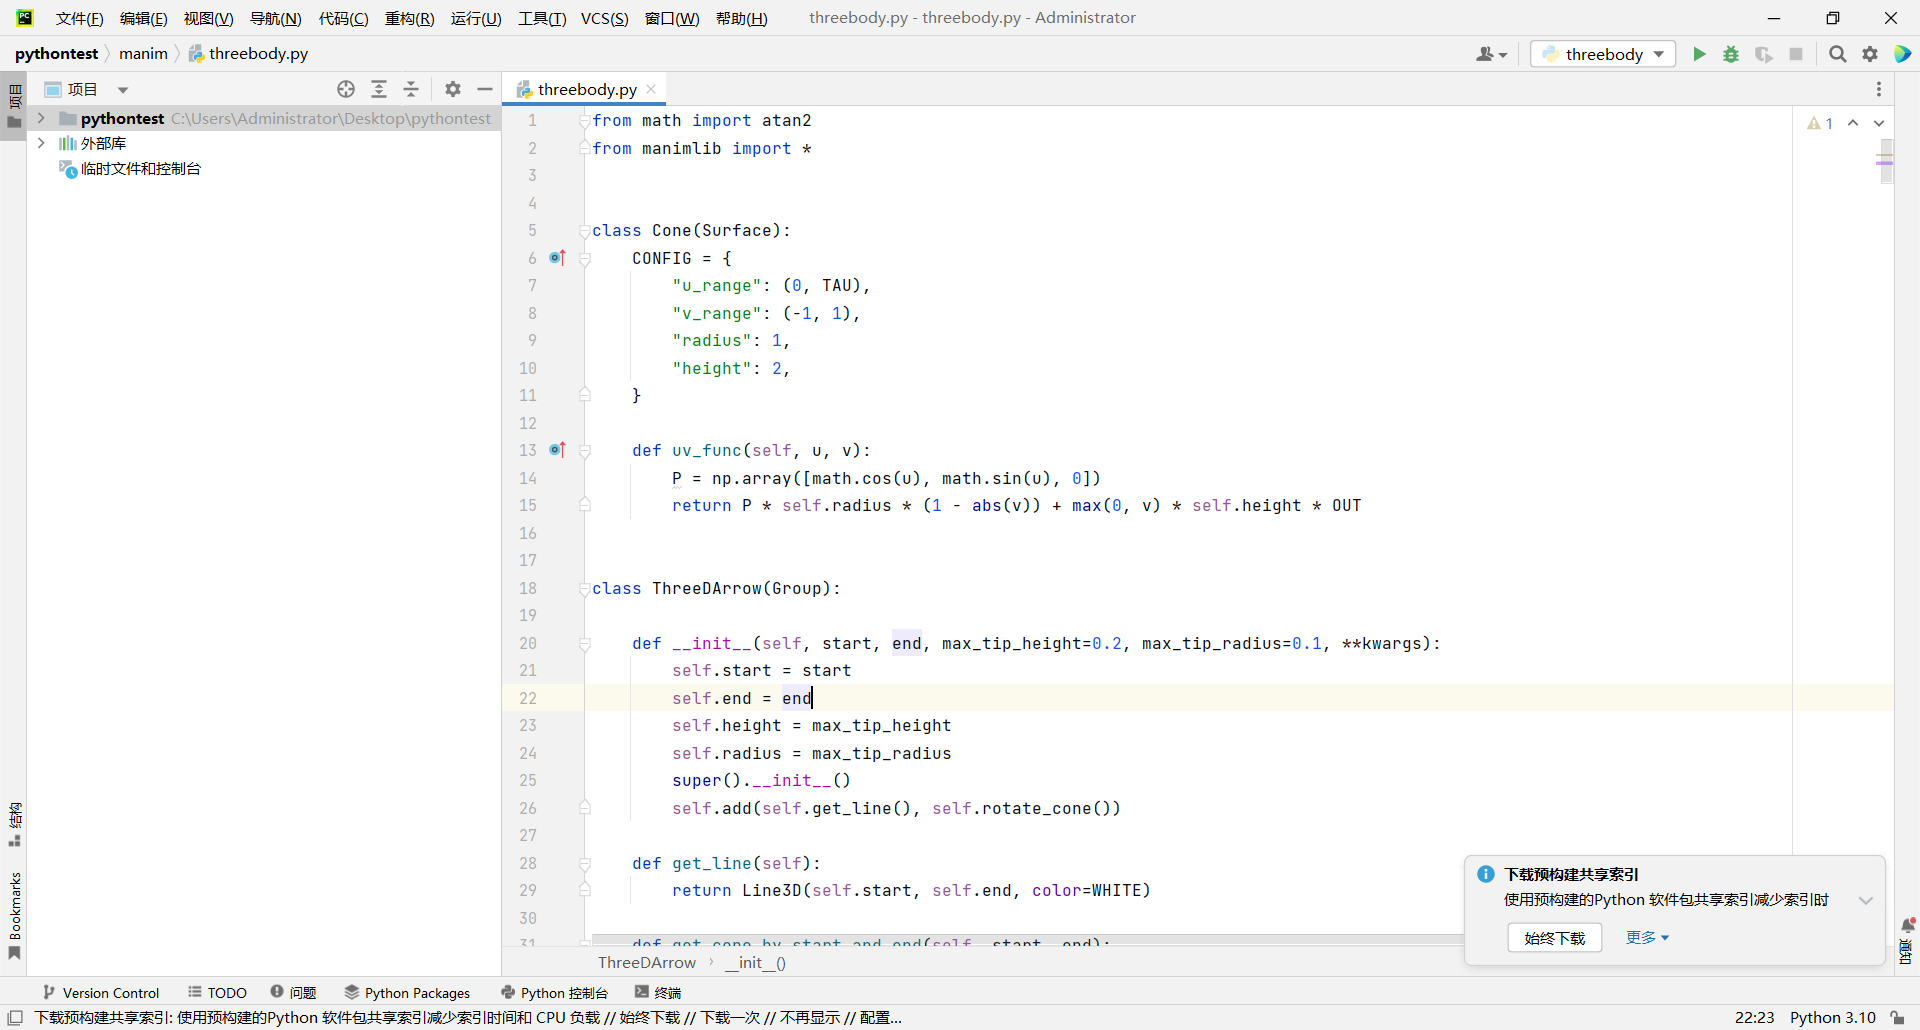 文件(F) 编辑(E) 视图(V) 导航(N) 代码(C) 重构(R) 运行(U) 工具(T) VCS(S) 窗口(W) 帮助(H) threebody.py - threebody.py - Administrator
pythontest manim threebody.py threebody
项目 threebody.py
项目
pythontest C:\Users\Administrator\Desktop\pythontest
外部库
临时文件和控制台
1 from math import atan2
2 from manimlib import *
3
4
5 class Cone(Surface):
6 CONFIG = {
7 "u_range": (0, TAU),
8 "v_range": (-1, 1),
9 "radius": 1,
10 "height": 2,
11 }
12
13 def uv_func(self, u, v):
14 P = np.array([math.cos(u), math.sin(u), 0])
15 return P * self.radius * (1 - abs(v)) + max(0, v) * self.height * OUT
16
17
18 class ThreeDArrow(Group):
19
20 def __init__(self, start, end, max_tip_height=0.2, max_tip_radius=0.1, **kwargs):
21 self.start = start
22 self.end = end
23 self.height = max_tip_height
24 self.radius = max_tip_radius
25 super().__init__()
26 self.add(self.get_line(), self.rotate_cone())
27
28 def get_line(self):
29 return Line3D(self.start, self.end, color=WHITE)
30
31 def get_cone_by_start_and_end(self, start, end):
1
ThreeDArrow __init__()
结构
Bookmarks
下载预构建共享索引
使用预构建的Python 软件包共享索引减少索引时
始终下载 更多
通知
Version Control TODO 问题 Python Packages Python 控制台 终端
下载预构建共享索引: 使用预构建的Python 软件包共享索引减少索引时间和 CPU 负载 // 始终下载 // 下载一次 // 不再显示 // 配置... 22:23 Python 3.10